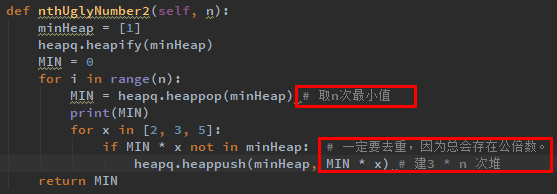 def nthUglyNumber2(self, n):
    minHeap = [1]
    heapq.heapify(minHeap)
    MIN = 0
    for i in range(n):
        MIN = heapq.heappop(minHeap) # 取n次最小值
        print(MIN)
        for x in [2, 3, 5]:
            if MIN * x not in minHeap: # 一定要去重，因为总会存在公倍数。
                heapq.heappush(minHeap, MIN * x) # 建3 * n 次堆
    return MIN